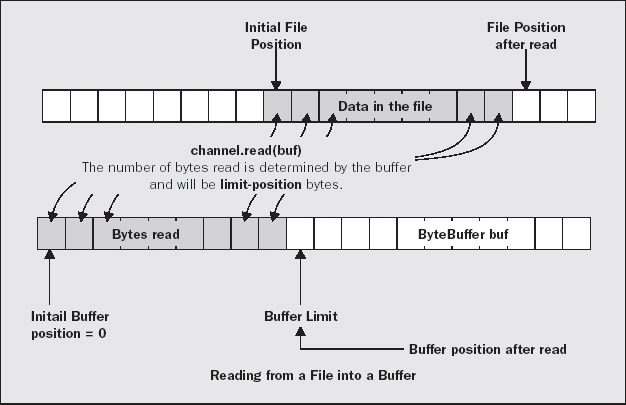 Initial File
Position
File Position
after read
Data in the file
channel.read(buf)
The number of bytes read is determined by the buffer
and will be limit-position bytes.
Bytes read
ByteBuffer buf
Initail Buffer
position = 0
Buffer Limit
Buffer position after read
Reading from a File into a Buffer